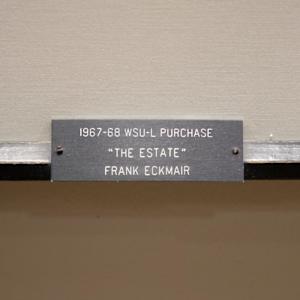 1967-68 WSU-L PURCHASE
"THE ESTATE"
FRANK ECKMAIR